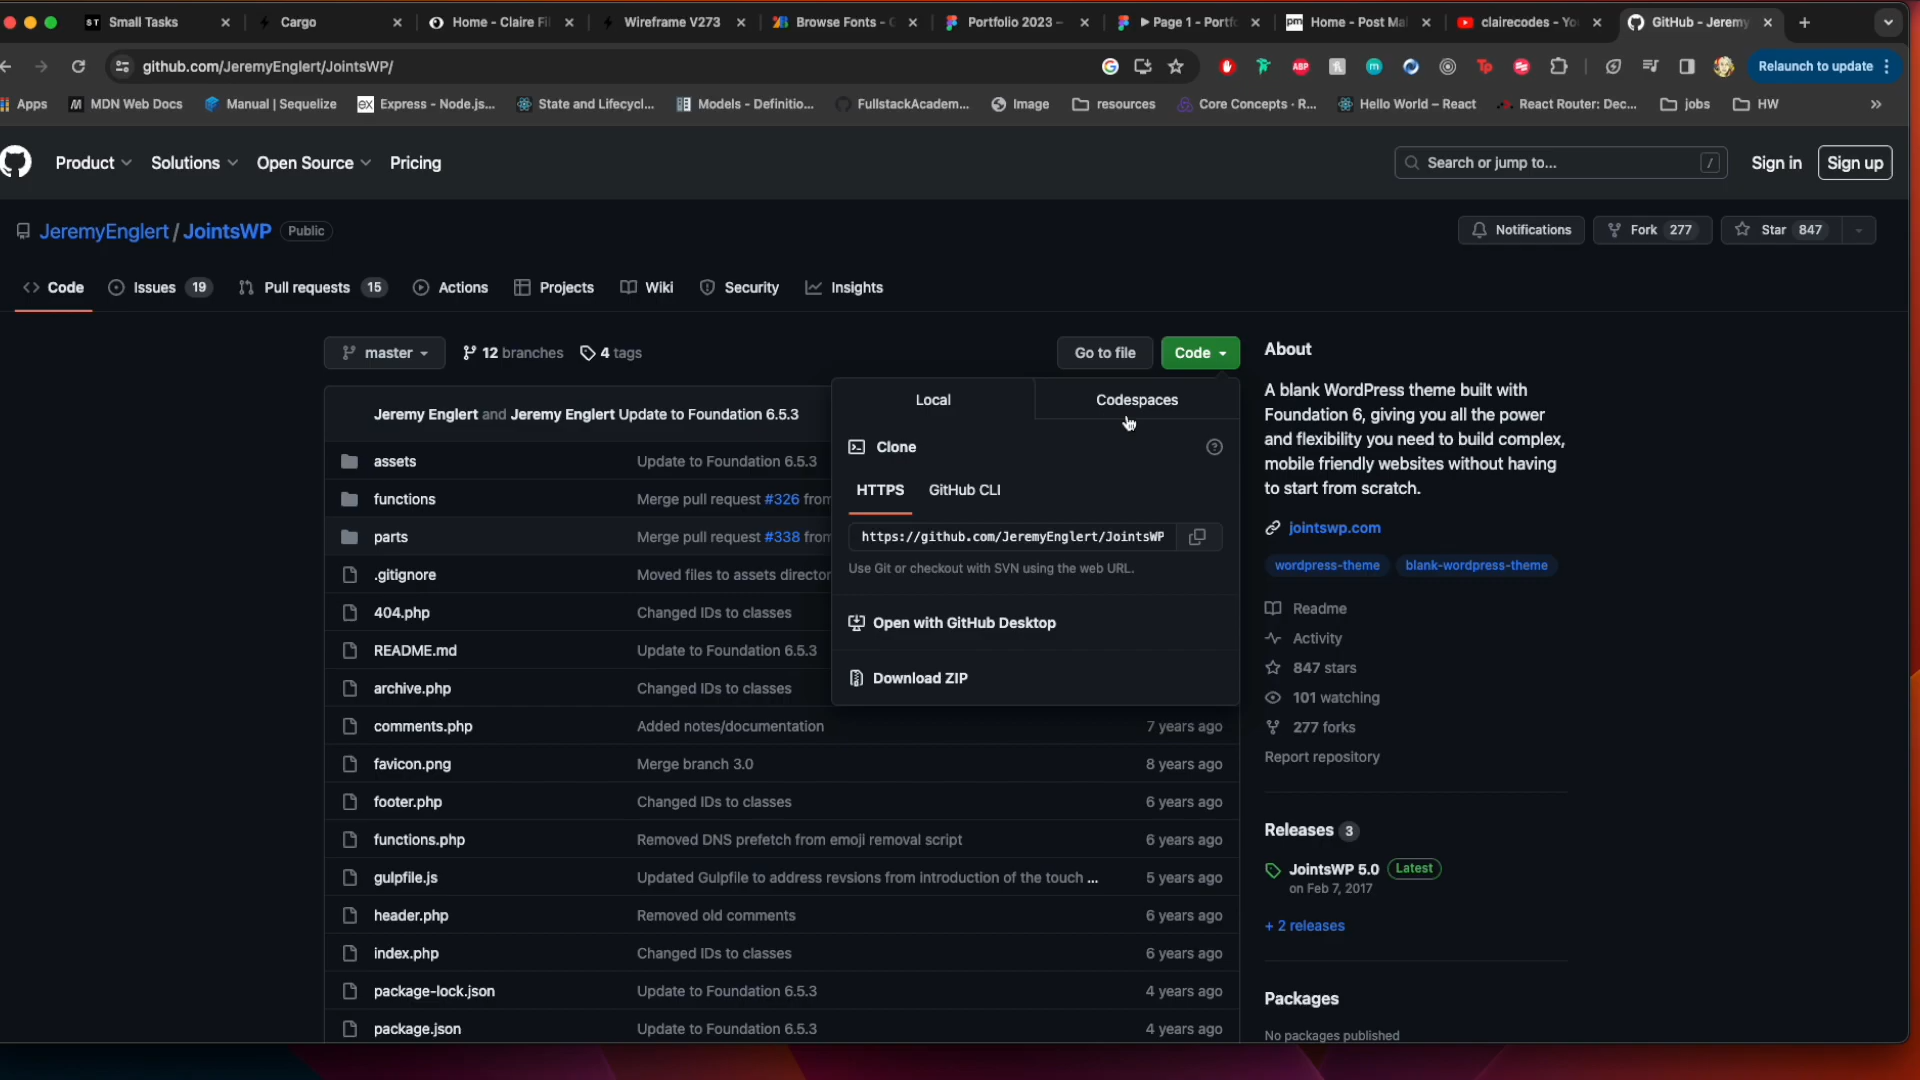 Small Tasks
Cargo
Home - Claire Fi
Wireframe V273
Browse Fonts -
Portfolio 2023 -
Page 1 - Portf
Home - Post Ma
clairecodes - Yo
GitHub - Jeremy
github.com/JeremyEnglert/JointsWP/
Relaunch to update
Apps
MDN Web Docs
Manual | Sequelize
Express - Node.js...
State and Lifecycl...
Models - Definitio...
FullstackAcadem...
Image
resources
Core Concepts · R...
Hello World – React
React Router: Dec...
jobs
HW
»
Product
Solutions
Open Source
Pricing
Search or jump to...
/
Sign in
Sign up
JeremyEnglert / JointsWP Public
Notifications
Fork 277
Star 847
Code
Issues 19
Pull requests 15
Actions
Projects
Wiki
Security
Insights
master
12 branches
4 tags
Go to file
Code
Jeremy Englert and Jeremy Englert Update to Foundation 6.5.3
assets Update to Foundation 6.5.3
functions Merge pull request #326 from
parts Merge pull request #338 from
.gitignore Moved files to assets director
404.php Changed IDs to classes
README.md Update to Foundation 6.5.3
archive.php Changed IDs to classes
comments.php Added notes/documentation 7 years ago
favicon.png Merge branch 3.0 8 years ago
footer.php Changed IDs to classes 6 years ago
functions.php Removed DNS prefetch from emoji removal script 6 years ago
gulpfile.js Updated Gulpfile to address revsions from introduction of the touch ... 5 years ago
header.php Removed old comments 6 years ago
index.php Changed IDs to classes 6 years ago
package-lock.json Update to Foundation 6.5.3 4 years ago
package.json Update to Foundation 6.5.3 4 years ago
Local
Codespaces
Clone
HTTPS
GitHub CLI
https://github.com/JeremyEnglert/JointsWP
Use Git or checkout with SVN using the web URL.
Open with GitHub Desktop
Download ZIP
About
A blank WordPress theme built with
Foundation 6, giving you all the power
and flexibility you need to build complex,
mobile friendly websites without having
to start from scratch.
jointswp.com
wordpress-theme
blank-wordpress-theme
Readme
Activity
847 stars
101 watching
277 forks
Report repository
Releases 3
JointsWP 5.0 Latest
on Feb 7, 2017
+ 2 releases
Packages
No packages published